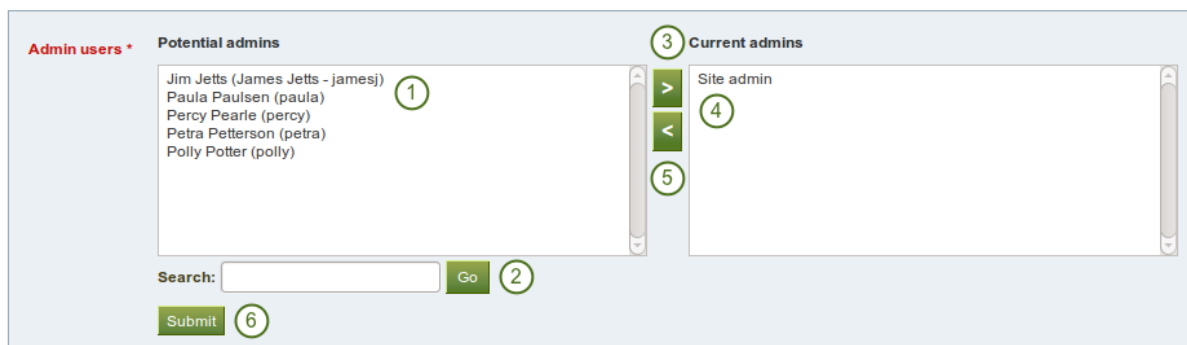 Admin users *
Potential admins
3
Current admins
Jim Jetts (James Jetts - jamesj)
Paula Paulsen (paula)
Percy Pearle (percy)
Petra Petterson (petra)
Polly Potter (polly)
1
>
<
5
Site admin
4
Search:
Go
2
Submit
6